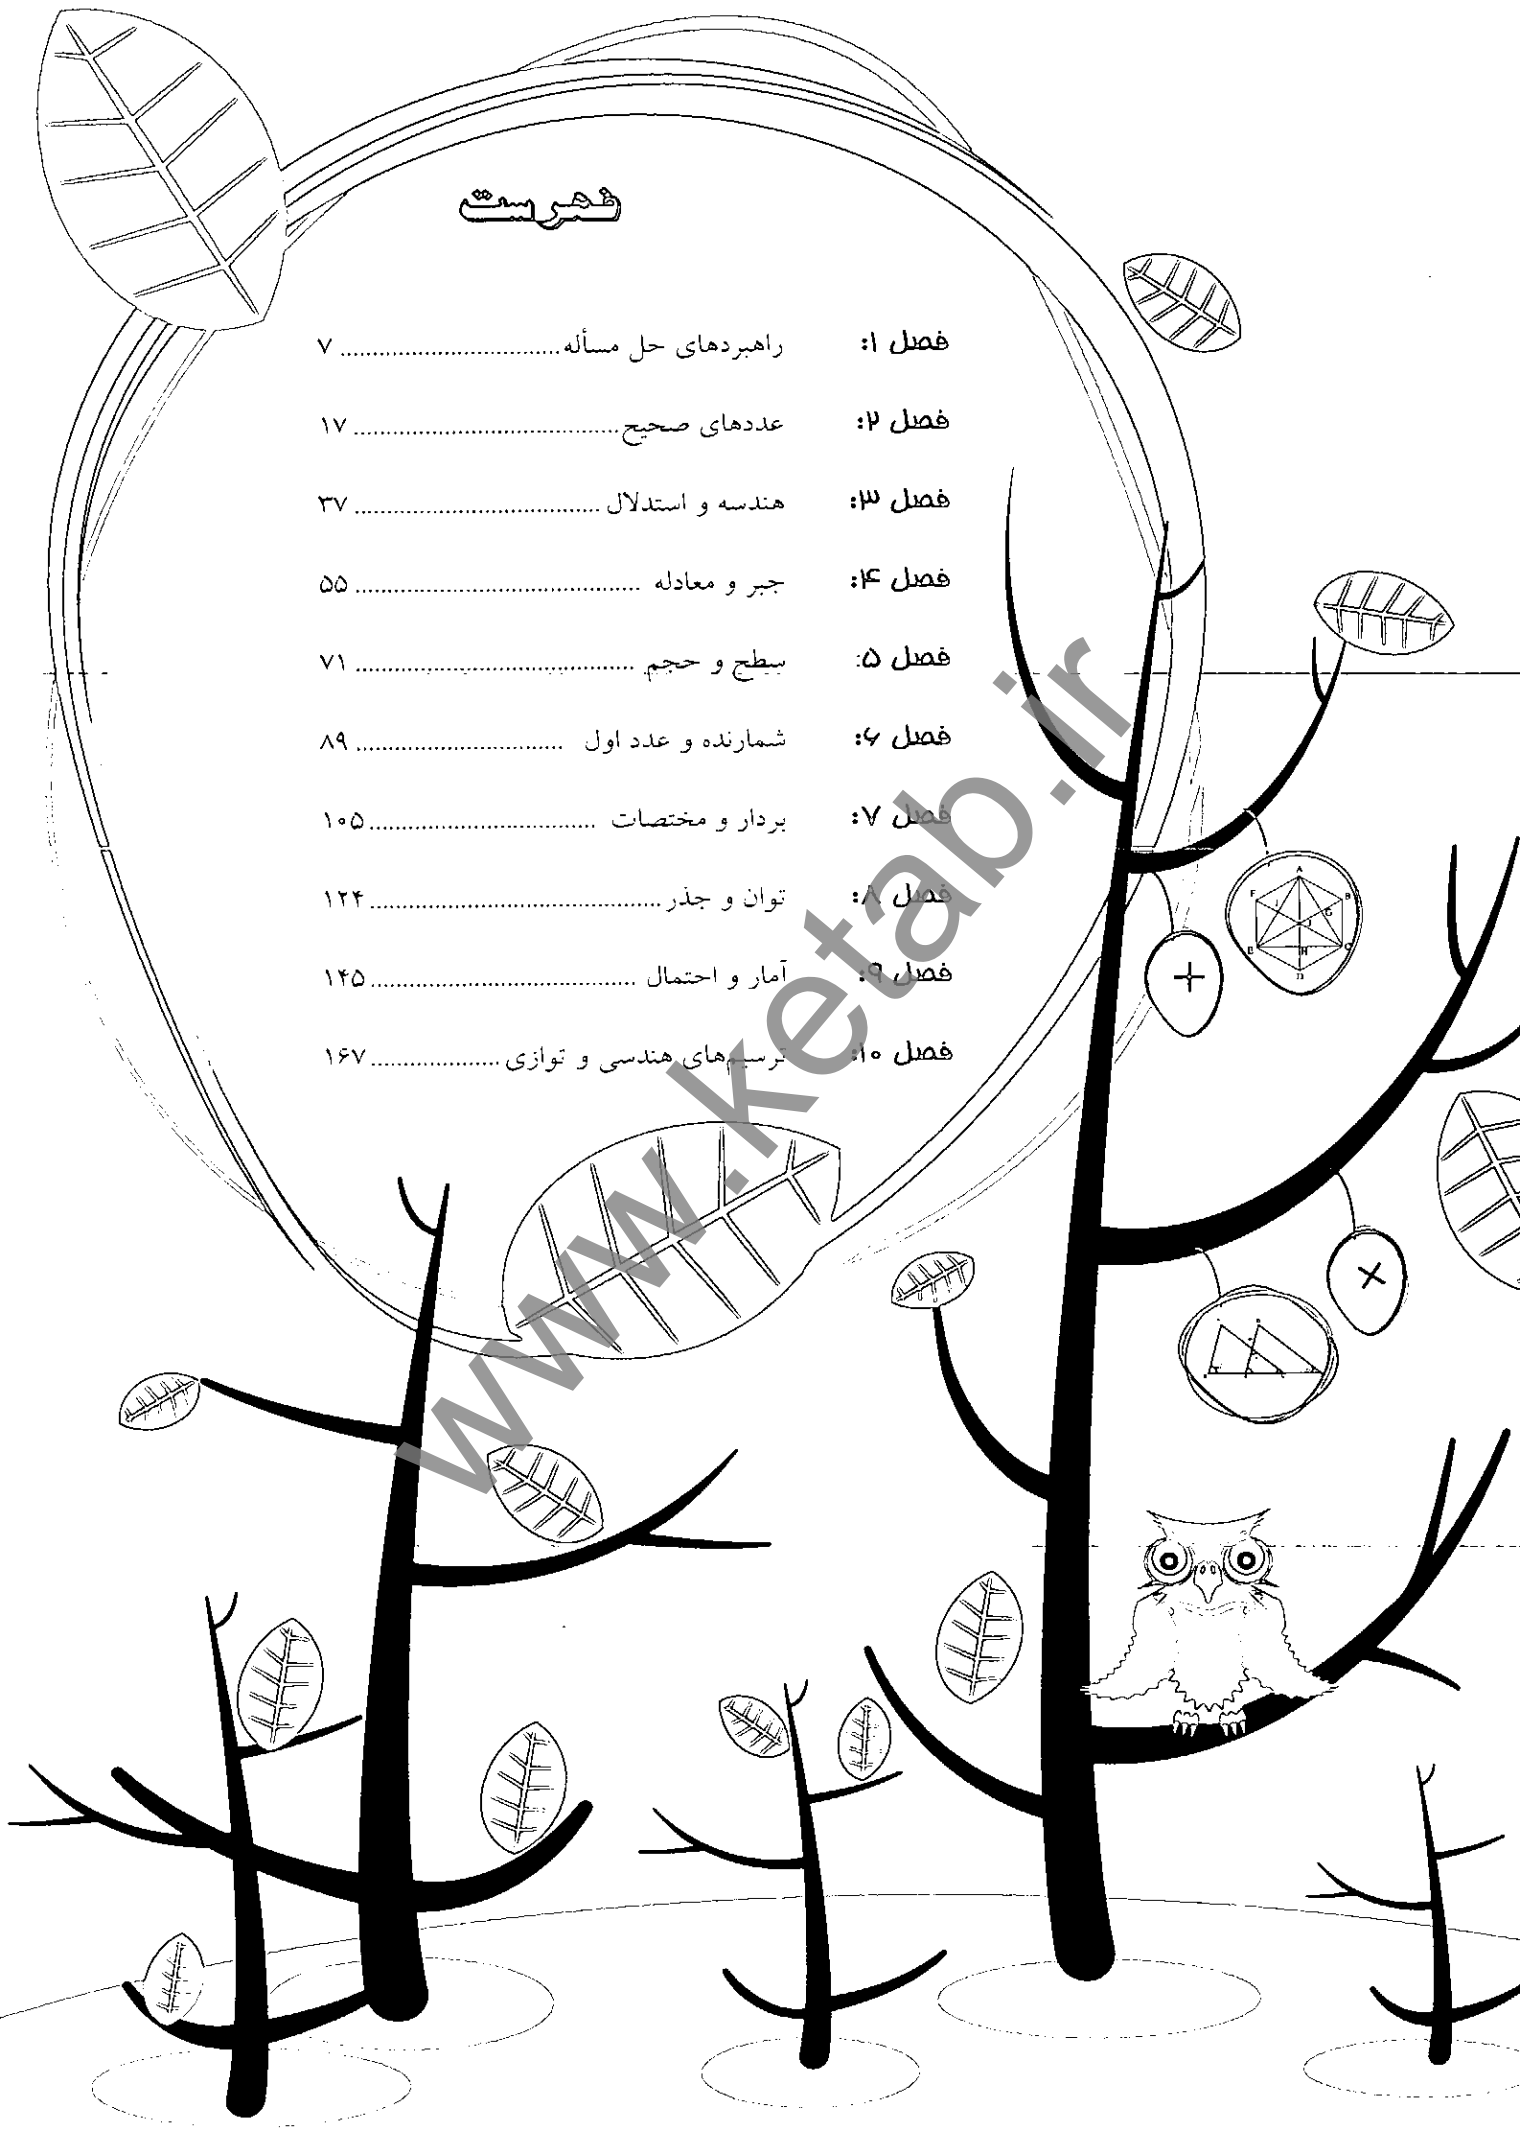 فهرست
فصل ۱: راهبردهای حل مسأله .................................. ۷
فصل ۲: عددهای صحیح .......................................... ۱۷
فصل ۳: هندسه و استدلال ....................................... ۳۷
فصل ۴: جبر و معادله ............................................. ۵۵
فصل ۵: سطح و حجم ............................................ ۷۱
فصل ۶: شمارنده و عدد اول ................................. ۸۹
فصل ۷: بردار و مختصات .................................... ۱۰۵
فصل ۸: توان و جذر .............................................. ۱۲۴
فصل ۹: آمار و احتمال .......................................... ۱۴۵
فصل ۱۰: ترسیم‌های هندسی و توازی .................... ۱۶۷
www.ketab.ir